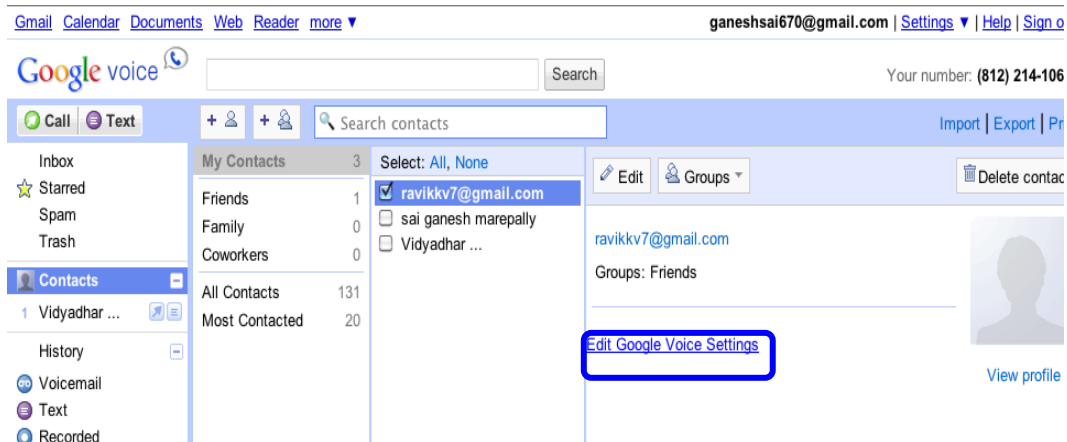 Gmail Calendar Documents Web Reader more ▼
ganeshsai670@gmail.com | Settings ▼ | Help | Sign o
Google voice
Search
Your number: (812) 214-106
Call Text
+ +
Search contacts
Import | Export | Pr
Inbox
Starred
Spam
Trash
Contacts
1 Vidyadhar ...
History
Voicemail
Text
Recorded
My Contacts 3
Friends 1
Family 0
Coworkers 0
All Contacts 131
Most Contacted 20
Select: All, None
ravikkv7@gmail.com
sai ganesh marepally
Vidyadhar ...
Edit Groups
Delete contac
ravikkv7@gmail.com
Groups: Friends
Edit Google Voice Settings
View profile